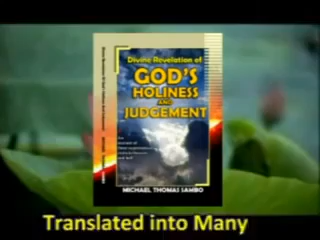 Divine Revelation of
GOD'S
HOLINESS
AND
JUDGEMENT
MICHAEL THOMAS SAMBO
Translated into Many